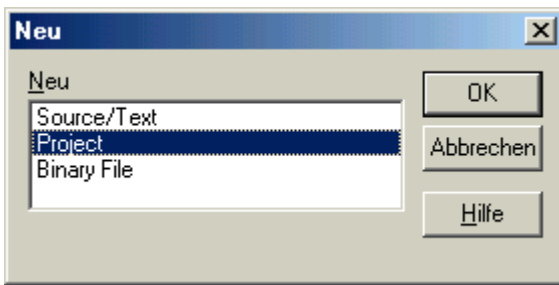 Neu
Neu
Source/Text
Project
Binary File
OK
Abbrechen
Hilfe